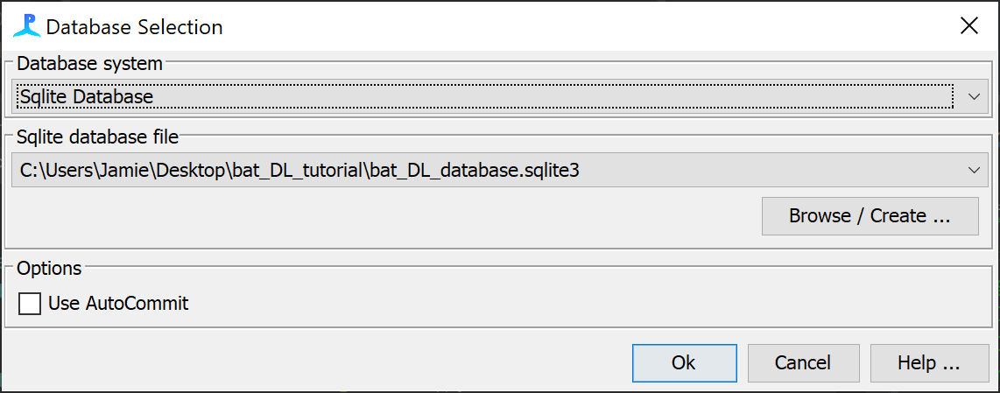 Database Selection
Database system
Sqlite Database
Sqlite database file
C:\Users\Jamie\Desktop\bat_DL_tutorial\bat_DL_database.sqlite3
Browse / Create ...
Options
Use AutoCommit
Ok Cancel Help ...